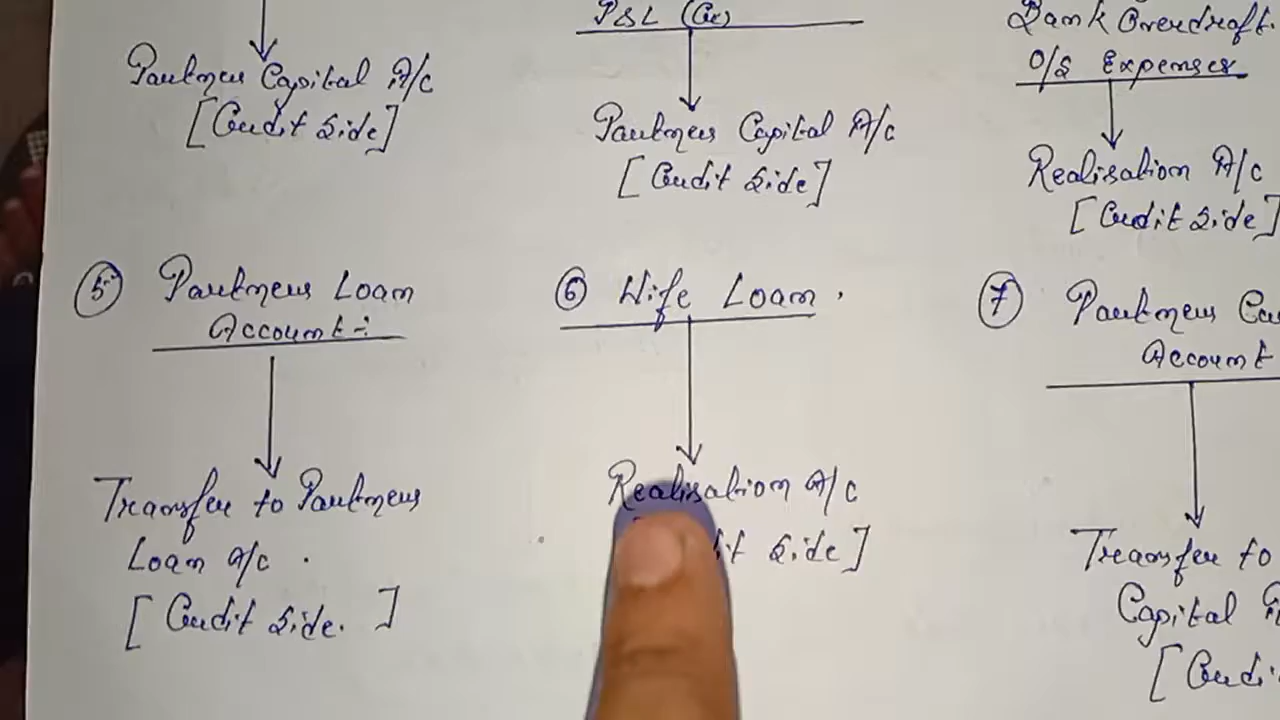 P&L (Cr)
Bank Overdraft.
O/S Expenses
Partners Capital A/c
[Credit Side]
Partners Capital A/c
[Credit Side]
Realisation A/c
[Credit Side]
5 Partners Loan
Account:-
Transfer to Partners
Loan a/c.
[Credit Side.]
6 Wife Loan.
Realisation A/c
Side]
7 Partners
Account
Transfer to
Capital